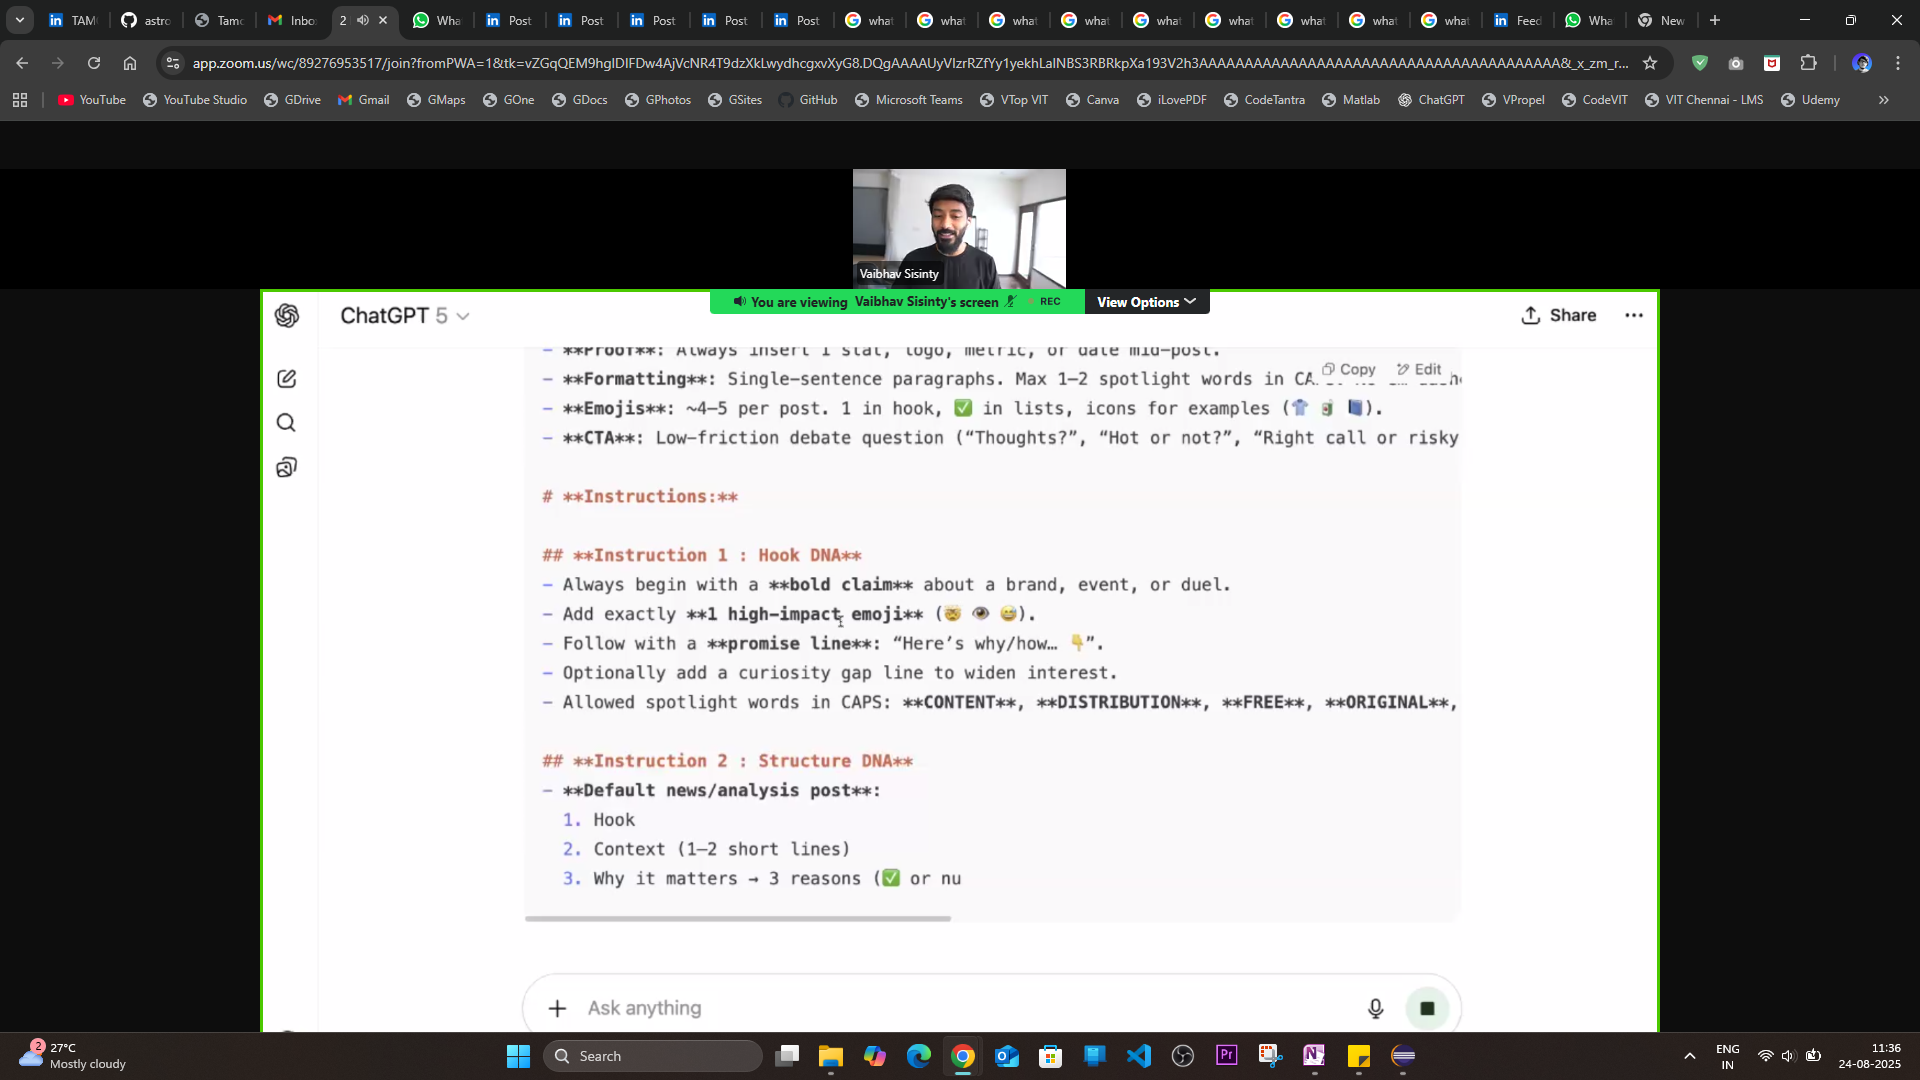 TAM
astro
Tamo
Inbo
2
Wha
Post
Post
Post
Post
Post
what
what
what
what
what
what
what
what
what
Feed
Wha
New
app.zoom.us/wc/89276953517/join?fromPWA=1&tk=
YouTube
YouTube Studio
GDrive
Gmail
GMaps
GOne
GDocs
GPhotos
GSites
GitHub
Microsoft Teams
VTop VIT
Canva
iLovePDF
CodeTantra
Matlab
ChatGPT
VPropel
CodeVIT
VIT Chennai - LMS
Udemy
Vaibhav Sisinty
You are viewing Vaibhav Sisinty's screen REC
View Options
ChatGPT 5
Share
- **Proof**: Always insert 1 stat, logo, metric, or date mid-post.
Copy
Edit
- **Formatting**: Single-sentence paragraphs. Max 1–2 spotlight words in
- **Emojis**: ~4–5 per post. 1 in hook, ✅ in lists, icons for examples (👕 🧃 📘).
- **CTA**: Low-friction debate question (“Thoughts?”, “Hot or not?”, “Right call or risky
# **Instructions:**
## **Instruction 1 : Hook DNA**
- Always begin with a **bold claim** about a brand, event, or duel.
- Add exactly **1 high-impact emoji** (🤯 👁️ 😅).
- Follow with a **promise line**: “Here’s why/how… 👇”.
- Optionally add a curiosity gap line to widen interest.
- Allowed spotlight words in CAPS: **CONTENT**, **DISTRIBUTION**, **FREE**, **ORIGINAL**,
## **Instruction 2 : Structure DNA**
- **Default news/analysis post**:
1. Hook
2. Context (1–2 short lines)
3. Why it matters → 3 reasons (✅ or nu
Ask anything
2
27°C
Mostly cloudy
Search
ENG
IN
11:36
24-08-2025